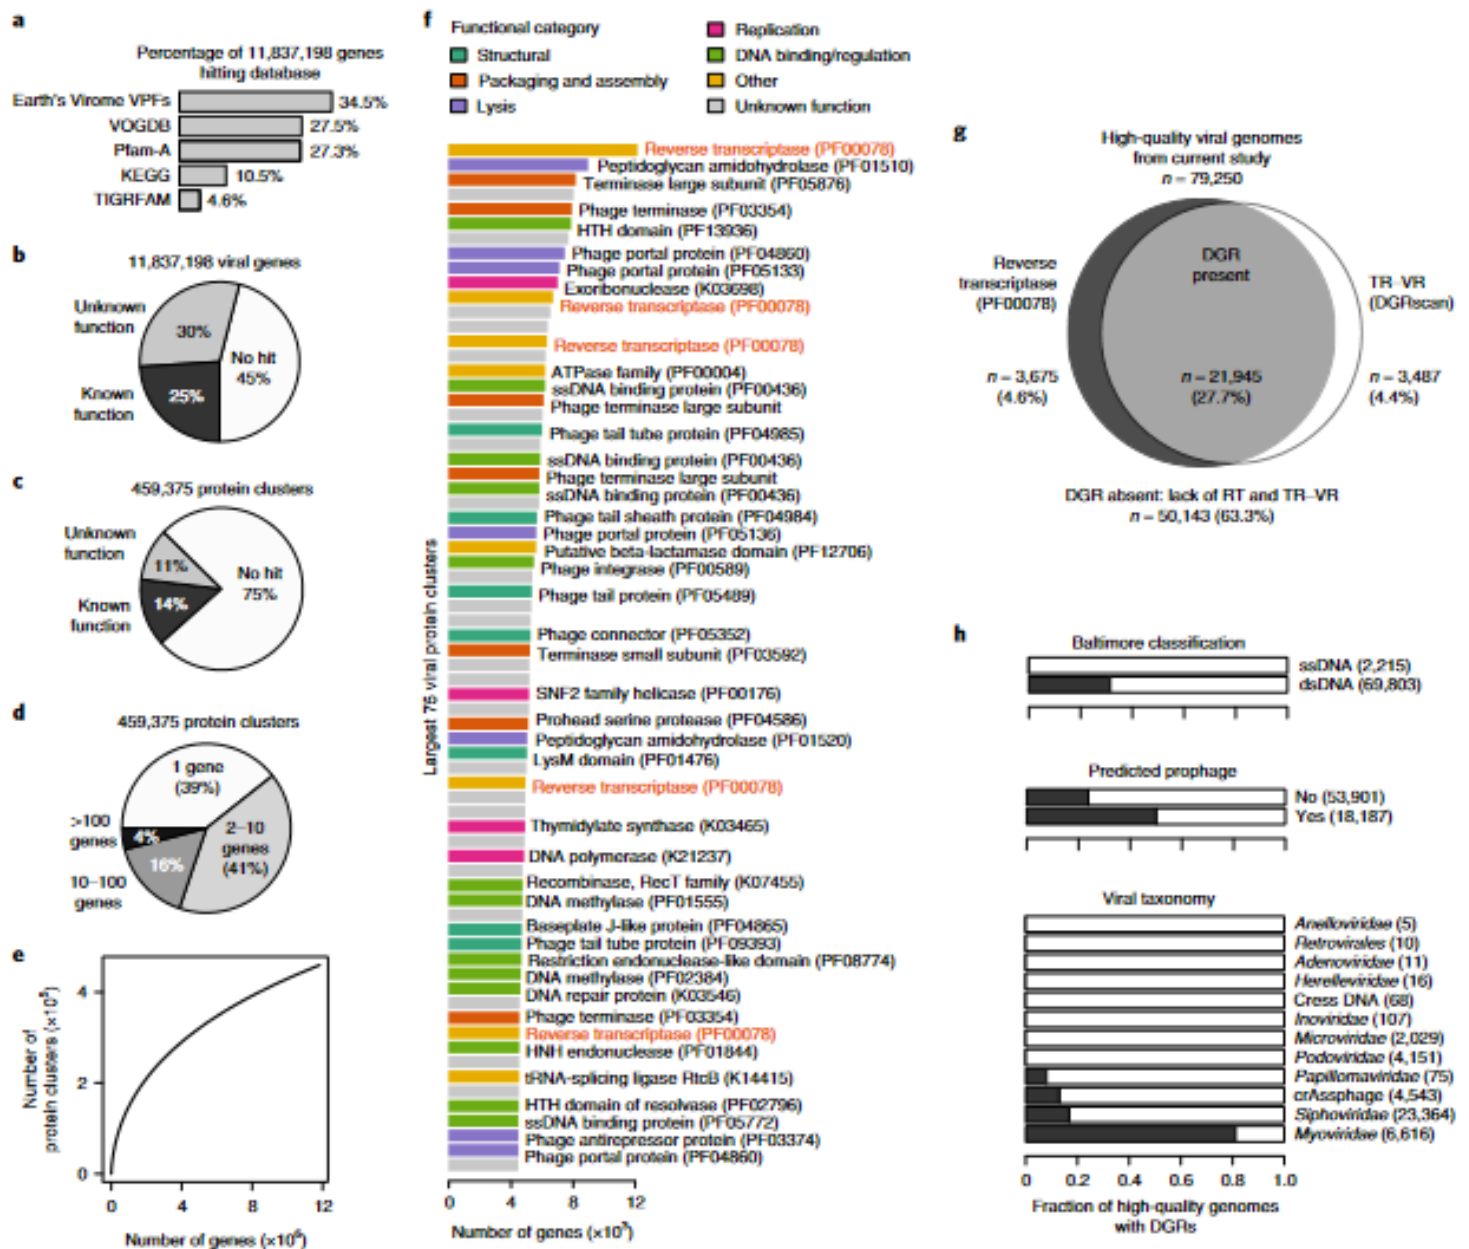 a
Percentage of 11,837,198 genes
hitting database
Earth's Virome VPFs 34.5%
VOGDB 27.5%
Pfam-A 27.3%
KEGG 10.5%
TIGRFAM 4.6%
b
11,837,198 viral genes
Unknown
function
30%
No hit
45%
Known
function
25%
c
459,375 protein clusters
Unknown
function
11%
No hit
75%
Known
function
14%
d
459,375 protein clusters
1 gene
(39%)
>100
genes
4%
2–10
genes
(41%)
16%
10–100
genes
e
Number of
protein clusters (×10⁵)
4
2
0
0 4 8 12
Number of genes (×10⁶)
f
Functional category
Structural
Packaging and assembly
Lysis
Replication
DNA binding/regulation
Other
Unknown function
Largest 75 viral protein clusters
Reverse transcriptase (PF00078)
Peptidoglycan amidohydrolase (PF01510)
Terminase large subunit (PF05876)
Phage terminase (PF03354)
HTH domain (PF13936)
Phage portal protein (PF04860)
Phage portal protein (PF05133)
Exoribonuclease (K03698)
Reverse transcriptase (PF00078)
Reverse transcriptase (PF00078)
ATPase family (PF00004)
ssDNA binding protein (PF00436)
Phage terminase large subunit
Phage tail tube protein (PF04985)
ssDNA binding protein (PF00436)
Phage terminase large subunit
ssDNA binding protein (PF00436)
Phage tail sheath protein (PF04984)
Phage portal protein (PF05136)
Putative beta-lactamase domain (PF12706)
Phage integrase (PF00589)
Phage tail protein (PF05489)
Phage connector (PF05352)
Terminase small subunit (PF03592)
SNF2 family helicase (PF00176)
Prohead serine protease (PF04586)
Peptidoglycan amidohydrolase (PF01520)
LysM domain (PF01476)
Reverse transcriptase (PF00078)
Thymidylate synthase (K03465)
DNA polymerase (K21237)
Recombinase, RecT family (K07455)
DNA methylase (PF01555)
Baseplate J-like protein (PF04865)
Phage tail tube protein (PF09393)
Restriction endonuclease-like domain (PF08774)
DNA methylase (PF02384)
DNA repair protein (K03546)
Phage terminase (PF03354)
Reverse transcriptase (PF00078)
HNH endonuclease (PF01844)
tRNA-splicing ligase RtcB (K14415)
HTH domain of resolvase (PF02796)
ssDNA binding protein (PF05772)
Phage antirepressor protein (PF03374)
Phage portal protein (PF04860)
0 4 8 12
Number of genes (×10³)
g
High-quality viral genomes
from current study
n = 79,250
DGR
present
Reverse
transcriptase
(PF00078)
TR–VR
(DGRscan)
n = 3,675
(4.6%)
n = 21,945
(27.7%)
n = 3,487
(4.4%)
DGR absent: lack of RT and TR–VR
n = 50,143 (63.3%)
h
Baltimore classification
ssDNA (2,215)
dsDNA (69,803)
Predicted prophage
No (53,901)
Yes (18,187)
Viral taxonomy
Anelloviridae (5)
Retrovirales (10)
Adenoviridae (11)
Herelleviridae (16)
Cress DNA (68)
Inoviridae (107)
Microviridae (2,029)
Podoviridae (4,151)
Papillomaviridae (75)
crAssphage (4,543)
Siphoviridae (23,364)
Myoviridae (6,616)
0 0.2 0.4 0.6 0.8 1.0
Fraction of high-quality genomes
with DGRs